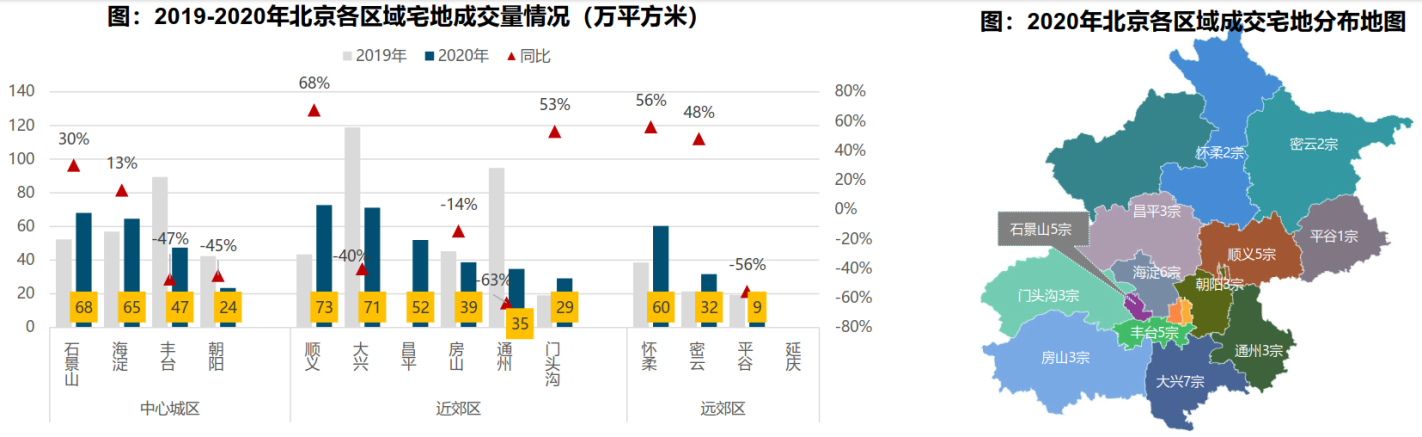 图：2019-2020年北京各区域宅地成交量情况（万平方米）
2019年 2020年 同比
140
120
100
80
60
40
20
0
80%
60%
40%
20%
0%
-20%
-40%
-60%
-80%
30%
13%
-47%
-45%
68%
-40%
-14%
-63%
53%
56%
48%
-56%
68 65 47 24 73 71 52 39 35 29 60 32 9
石景山 海淀 丰台 朝阳 顺义 大兴 昌平 房山 通州 门头沟 怀柔 密云 平谷 延庆
中心城区 近郊区 远郊区
图：2020年北京各区域成交宅地分布地图
怀柔2宗
密云2宗
昌平3宗
石景山5宗
平谷1宗
顺义5宗
海淀6宗
朝阳3宗
门头沟3宗
丰台5宗
房山3宗
通州3宗
大兴7宗